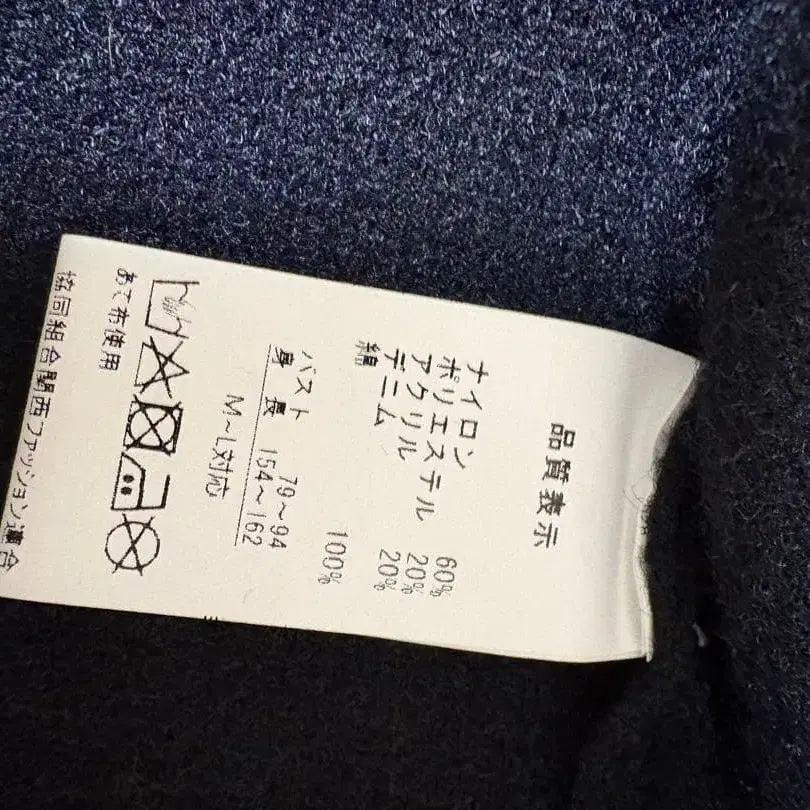 品質表示
ナイロン 60%
ポリエステル 20%
アクリル 20%
デニム
綿 100%
バスト 79~94
身長 154~162
M~L対応
あて布使用
協同組合関西ファッション連合